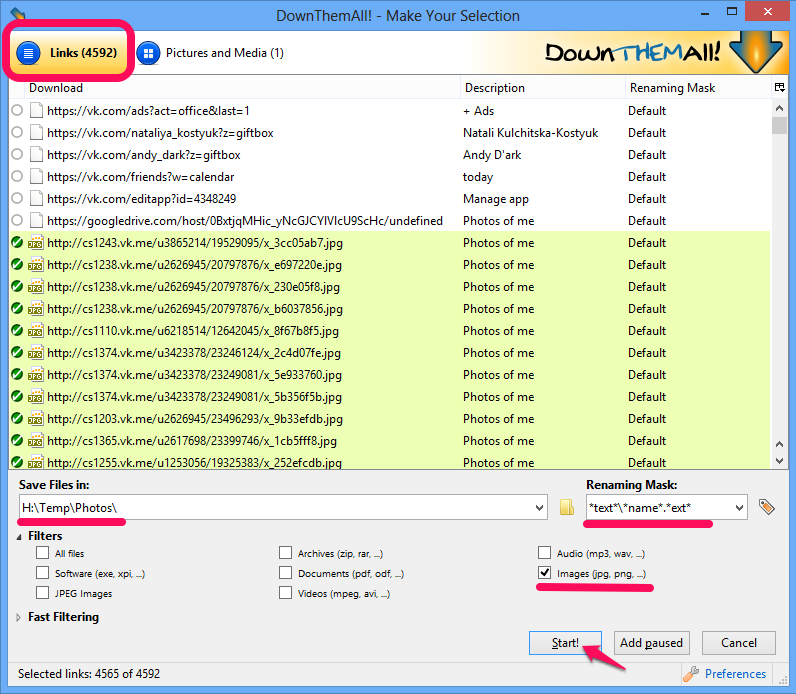 DownThemAll! - Make Your Selection
Links (4592) Pictures and Media (1) DownTHEMAll!
Download Description Renaming Mask
https://vk.com/ads?act=office&last=1 + Ads Default
https://vk.com/nataliya_kostyuk?z=giftbox Natali Kulchitska-Kostyuk Default
https://vk.com/andy_dark?z=giftbox Andy D'ark Default
https://vk.com/friends?w=calendar today Default
https://vk.com/editapp?id=4348249 Manage app Default
https://googledrive.com/host/0BxtjqMHic_yNcGJCYlVIcU9ScHc/undefined Photos of me Default
JPG http://cs1243.vk.me/u3865214/19529095/x_3cc05ab7.jpg Photos of me Default
JPG http://cs1238.vk.me/u2626945/20797876/x_e697220e.jpg Photos of me Default
JPG http://cs1238.vk.me/u2626945/20797876/x_230e05f8.jpg Photos of me Default
JPG http://cs1238.vk.me/u2626945/20797876/x_b6037856.jpg Photos of me Default
JPG http://cs1110.vk.me/u6218514/12642045/x_8f67b8f5.jpg Photos of me Default
JPG http://cs1374.vk.me/u3423378/23246124/x_2c4d07fe.jpg Photos of me Default
JPG http://cs1374.vk.me/u3423378/23249081/x_5e933760.jpg Photos of me Default
JPG http://cs1374.vk.me/u3423378/23249081/x_5b356f5b.jpg Photos of me Default
JPG http://cs1203.vk.me/u2626945/23496293/x_9b33efdb.jpg Photos of me Default
JPG http://cs1365.vk.me/u2617698/23399746/x_1cb5fff8.jpg Photos of me Default
JPG http://cs1255.vk.me/u1253056/19325383/x_252efcdb.jpg Photos of me Default
Save Files in: Renaming Mask:
H:\Temp\Photos\ *text*\*name*.*ext*
Filters
All files Archives (zip, rar, ...) Audio (mp3, wav, ...)
Software (exe, xpi, ...) Documents (pdf, odf, ...) Images (jpg, png, ...)
JPEG Images Videos (mpeg, avi, ...)
Fast Filtering
Start! Add paused Cancel
Selected links: 4565 of 4592 Preferences